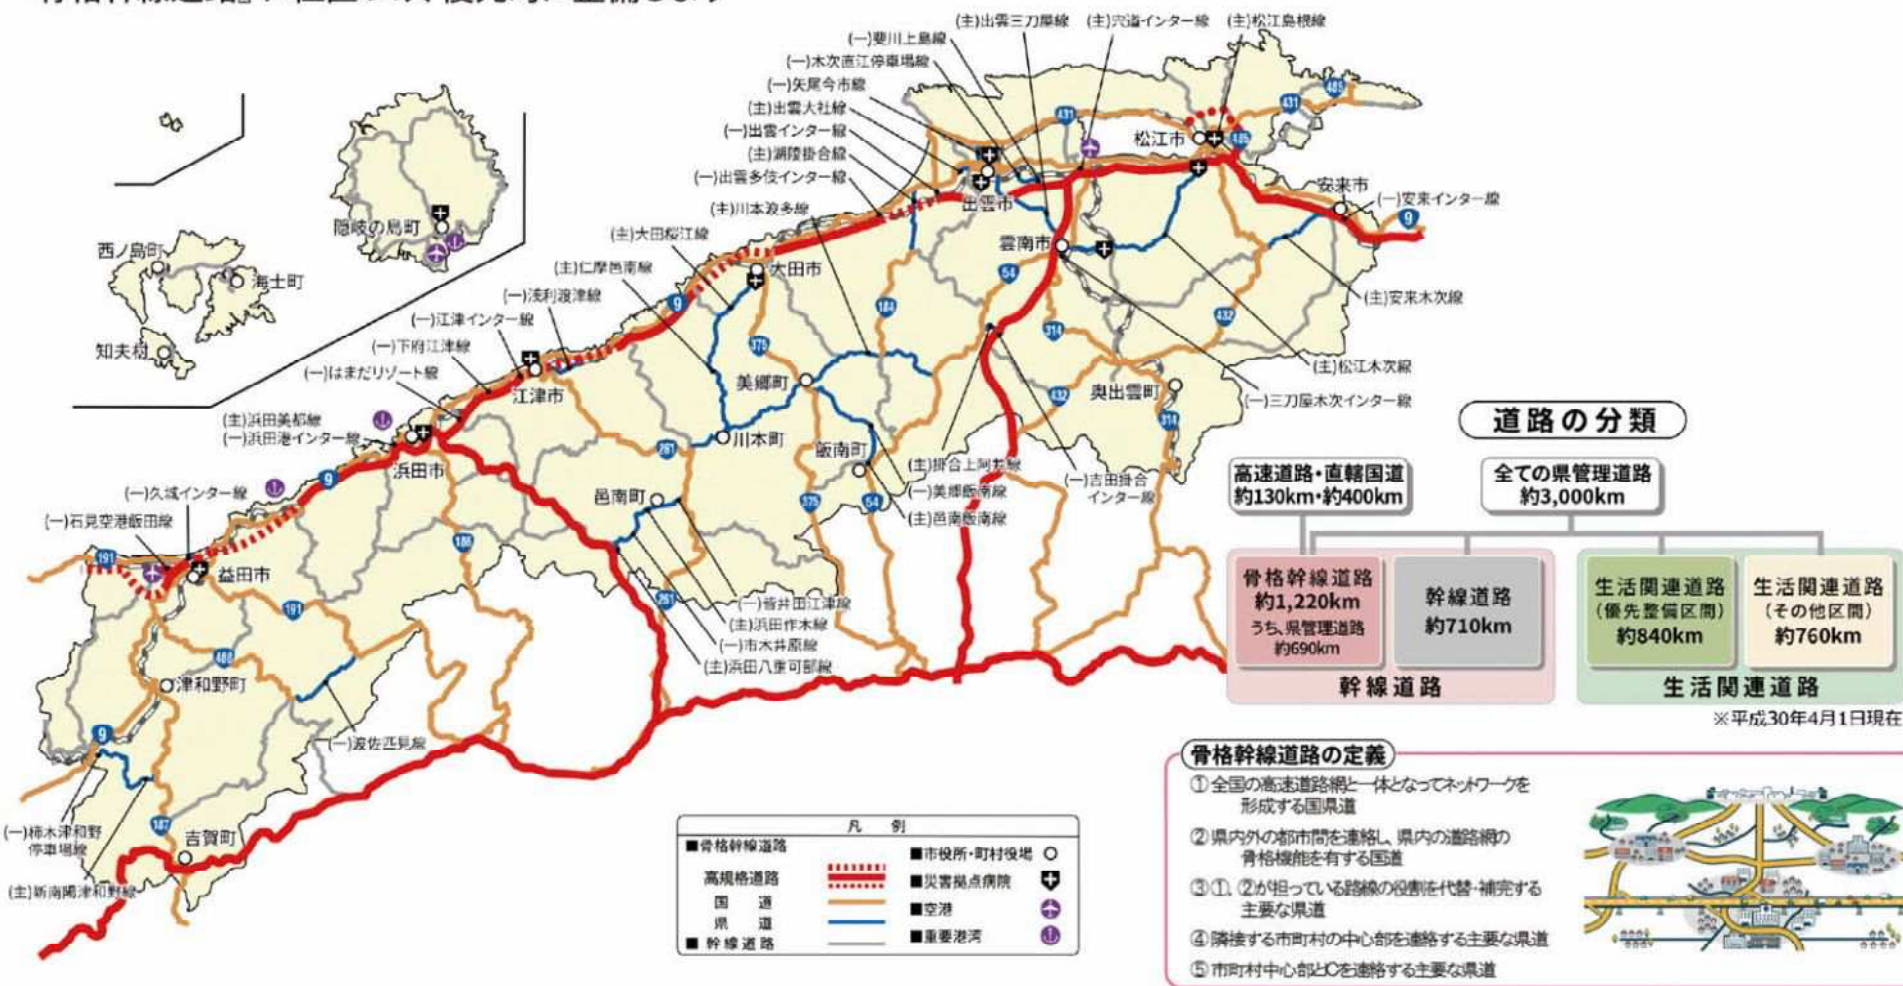 (主)出雲三刀屋線
(主)宍道インター線
(主)松江島根線
(一)斐川上島線
(一)木次直江停車場線
(一)矢尾今市線
(主)出雲大社線
(一)出雲インター線
(主)湖陵掛合線
(一)出雲多伎インター線
(主)川本波多線
(主)大田桜江線
(主)仁摩邑南線
(一)浅利渡津線
(一)江津インター線
(一)下府江津線
(一)はまだリゾート線
(主)浜田美都線
(一)浜田港インター線
(一)久城インター線
(一)石見空港飯田線
485
431
431
485
松江市
安来市
(一)安来インター線
9
出雲市
雲南市
54
(主)安来木次線
隠岐の島町
西ノ島町
海士町
知夫村
大田市
9
184
314
432
(主)松江木次線
375
美郷町
432
奥出雲町
(一)三刀屋木次インター線
314
江津市
川本町
261
飯南町
(主)掛合上阿井線
(一)美郷飯南線
(主)邑南飯南線
(一)吉田掛合
インター線
浜田市
9
邑南町
375
54
186
191
益田市
191
261
(一)皆井田江津線
(主)浜田作木線
(一)市木井原線
(主)浜田八重可部線
488
津和野町
9
(一)波佐匹見線
(一)柿木津和野
停車場線
187
吉賀町
(主)新南陽津和野線
凡 例
■骨格幹線道路
高規格道路
国 道
県 道
■幹線道路
■市役所・町村役場
■災害拠点病院
■空港
■重要港湾
道路の分類
高速道路・直轄国道
約130km・約400km
全ての県管理道路
約3,000km
骨格幹線道路
約1,220km
うち、県管理道路
約690km
幹線道路
約710km
生活関連道路
(優先整備区間)
約840km
生活関連道路
(その他区間)
約760km
幹線道路
生活関連道路
※平成30年4月1日現在
骨格幹線道路の定義
①全国の高速道路網と一体となってネットワークを
形成する国県道
②県内外の都市間を連絡し、県内の道路網の
骨格機能を有する国道
③①、②が担っている路線の役割を代替・補完する
主要な県道
④隣接する市町村の中心部を連絡する主要な県道
⑤市町村中心部とICを連絡する主要な県道